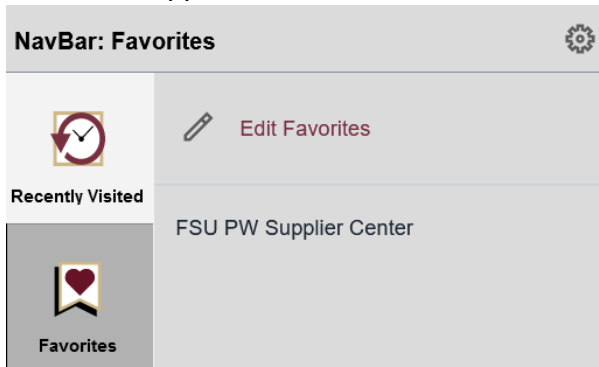 NavBar: Favorites
Edit Favorites
Recently Visited
FSU PW Supplier Center
Favorites